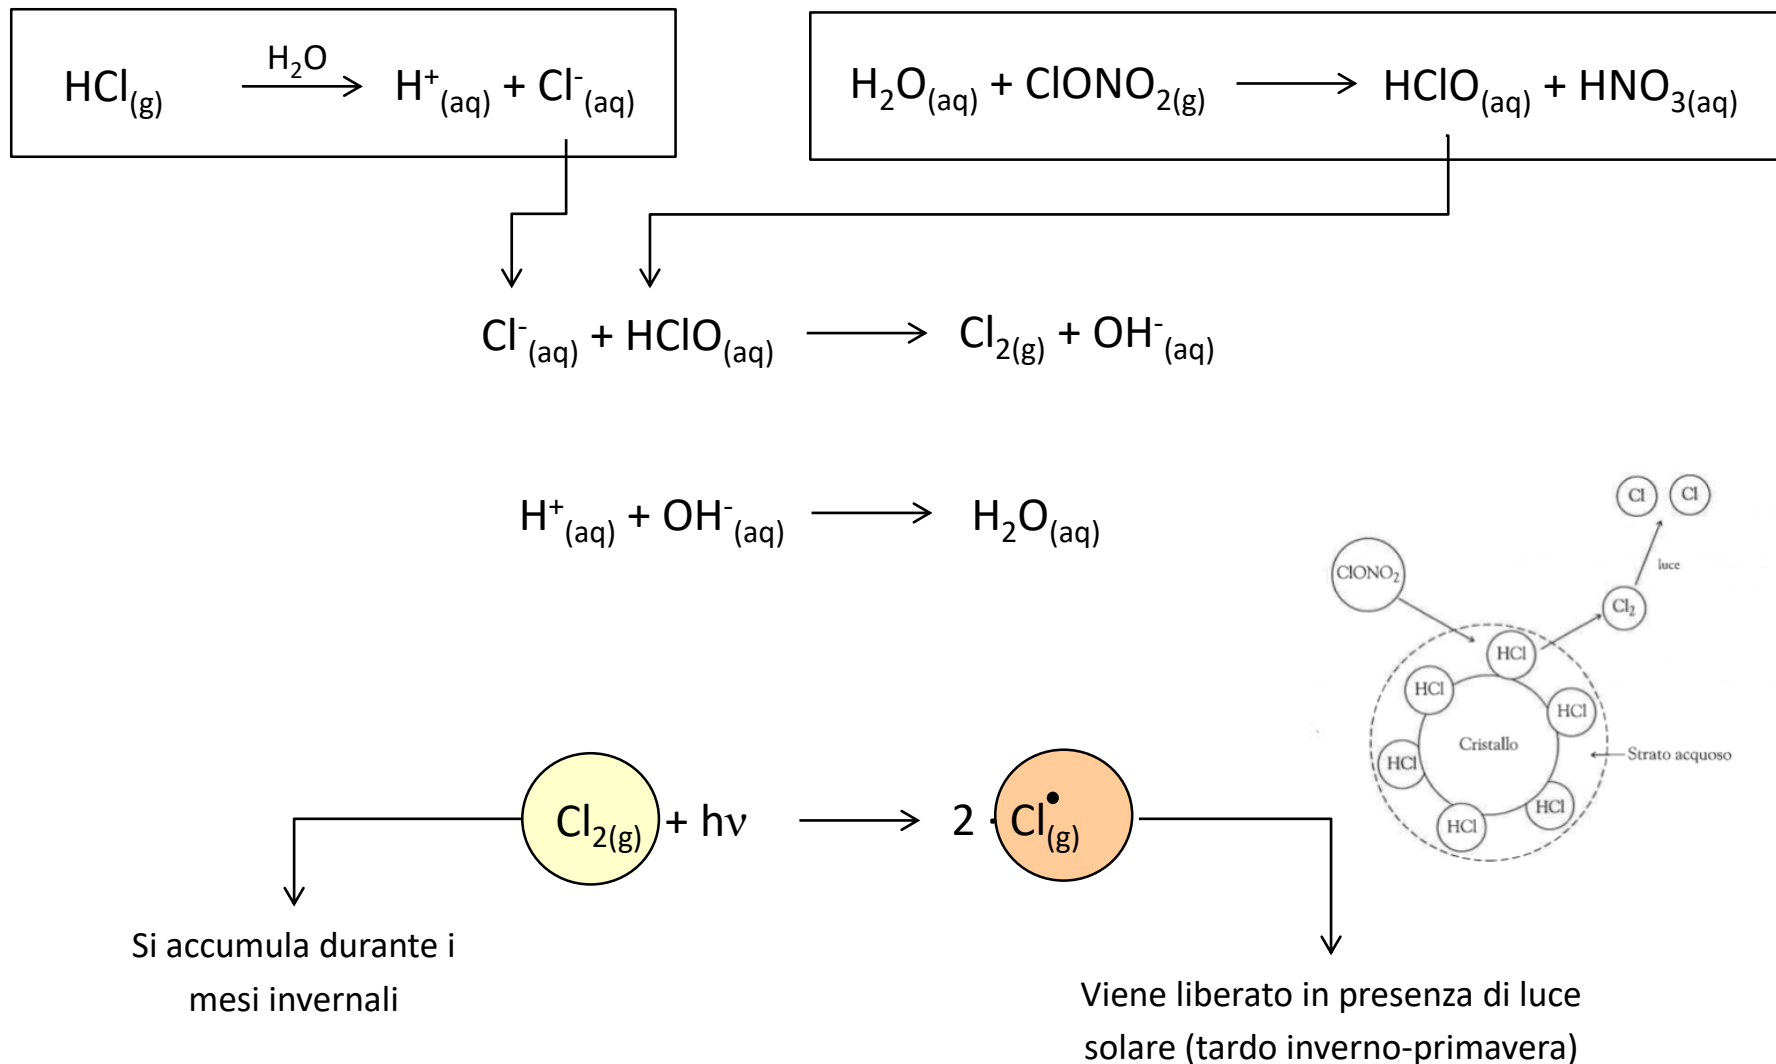 HCl(g) H₂O ⟶ H⁺(aq) + Cl⁻(aq)
H₂O(aq) + ClONO₂(g) ⟶ HClO(aq) + HNO₃(aq)
Cl⁻(aq) + HClO(aq) ⟶ Cl₂(g) + OH⁻(aq)
H⁺(aq) + OH⁻(aq) ⟶ H₂O(aq)
Cl Cl
luce
ClONO₂
Cl₂
HCl
HCl
HCl
Cristallo
Strato acquoso
HCl
HCl
HCl
Cl₂(g) + hν ⟶ 2 · Cl•(g)
Si accumula durante i
mesi invernali
Viene liberato in presenza di luce
solare (tardo inverno-primavera)